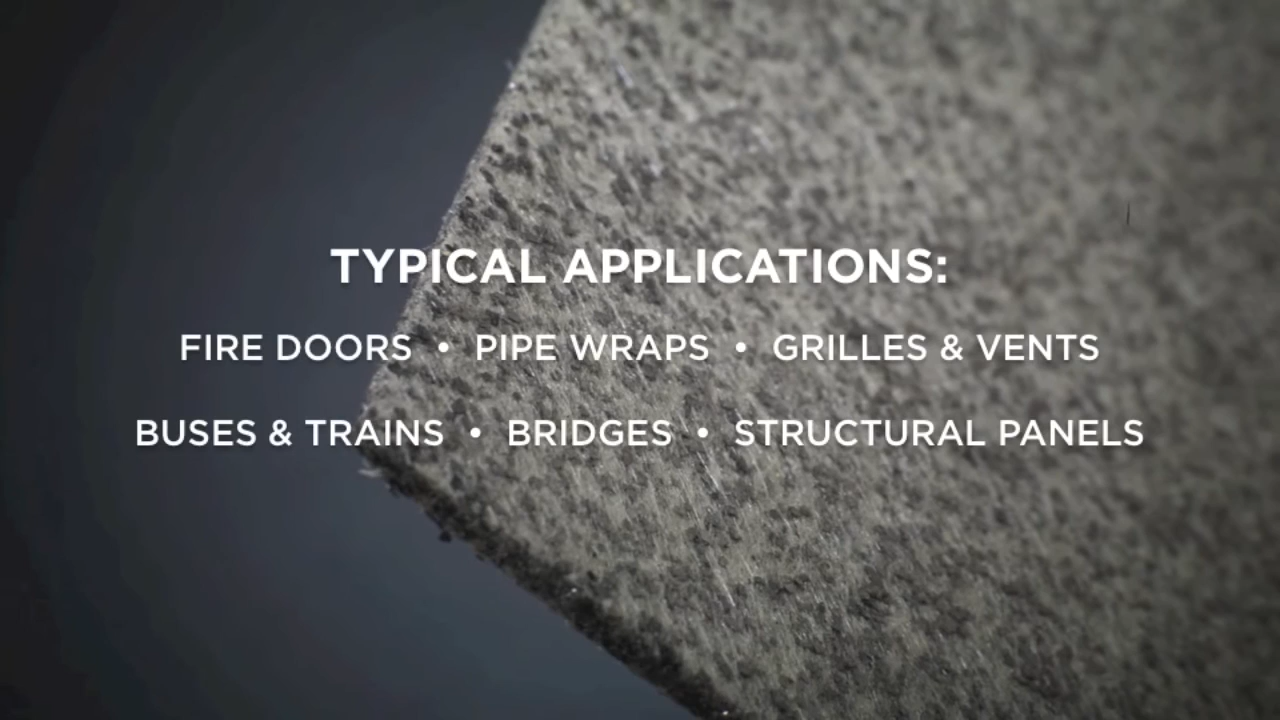 TYPICAL APPLICATIONS:
FIRE DOORS • PIPE WRAPS • GRILLES & VENTS
BUSES & TRAINS • BRIDGES • STRUCTURAL PANELS